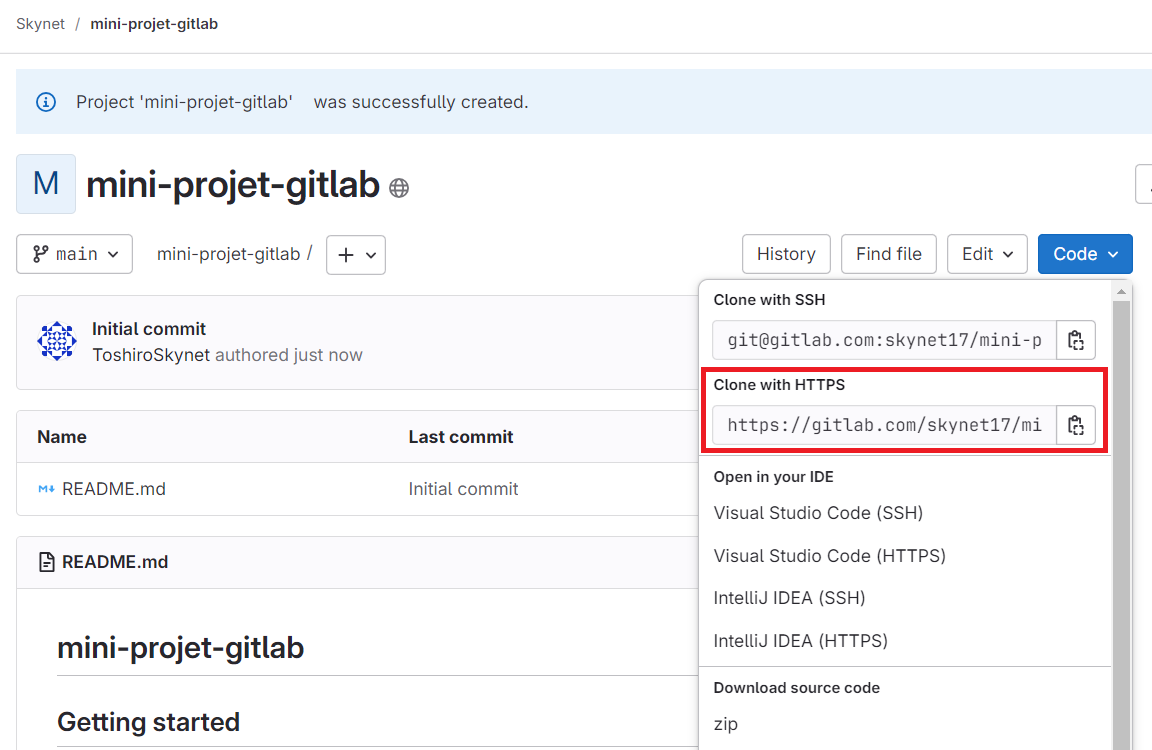 Skynet / mini-projet-gitlab
Project 'mini-projet-gitlab' was successfully created.
M
mini-projet-gitlab
main
mini-projet-gitlab /
History
Find file
Edit
Code
Initial commit
ToshiroSkynet authored just now
Name Last commit
README.md Initial commit
README.md
mini-projet-gitlab
Getting started
Clone with SSH
git@gitlab.com:skynet17/mini-p
Clone with HTTPS
https://gitlab.com/skynet17/mi
Open in your IDE
Visual Studio Code (SSH)
Visual Studio Code (HTTPS)
IntelliJ IDEA (SSH)
IntelliJ IDEA (HTTPS)
Download source code
zip